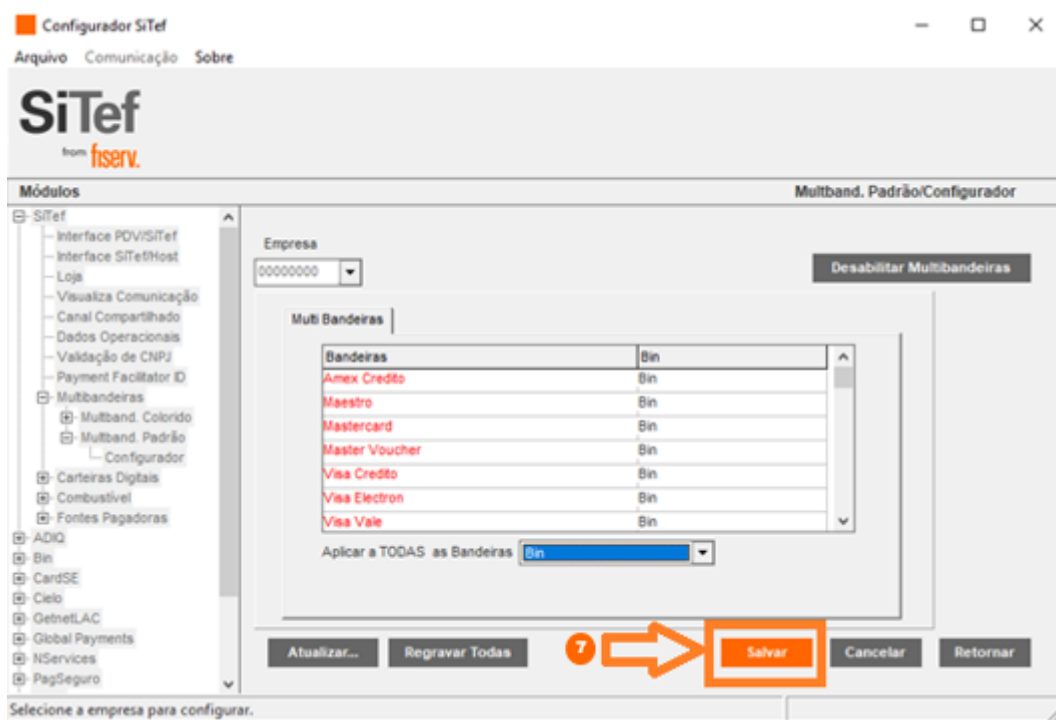 Configurador SiTef
Arquivo Comunicação Sobre
SiTef
from fiserv.
Módulos Multband. Padrão/Configurador
SiTef
Interface PDV/SiTef
Interface SiTef/Host
Loja
Visualiza Comunicação
Canal Compartilhado
Dados Operacionais
Validação de CNPJ
Payment Facilitator ID
Multibandeiras
Multband. Colorido
Multband. Padrão
Configurador
Carteiras Digitais
Combustível
Fontes Pagadoras
ADIQ
Bin
CardSE
Cielo
GetnetLAC
Global Payments
NServices
PagSeguro
Empresa
00000000
Desabilitar Multibandeiras
Multi Bandeiras
Bandeiras Bin
Amex Credito Bin
Maestro Bin
Mastercard Bin
Master Voucher Bin
Visa Credito Bin
Visa Electron Bin
Visa Vale Bin
Aplicar a TODAS as Bandeiras Bin
Atualizar... Regravar Todas 7 Salvar Cancelar Retornar
Selecione a empresa para configurar.